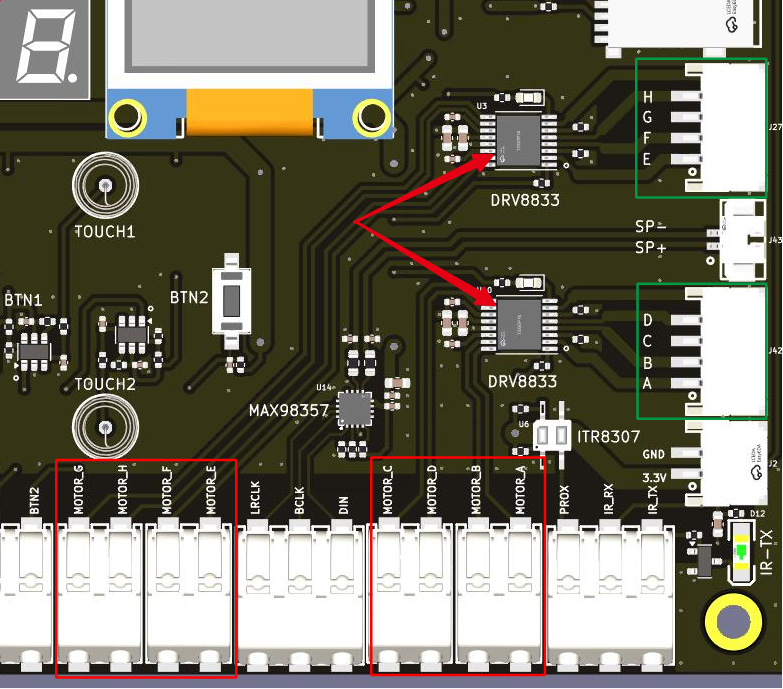 8.
U3
H
G
F
E
J27
DRV8833
TOUCH1
SP-
SP+
J43
BTN1
BTN2
D
C
B
A
J42
DRV8833
TOUCH2
U14
MAX98357
U6
ITR8307
GND
3.3V
J2
BTN2
MOTOR_G
MOTOR_H
MOTOR_F
MOTOR_E
LRCLK
BCLK
DIN
MOTOR_C
MOTOR_D
MOTOR_B
MOTOR_A
PROX
IR_RX
IR_TX
D12
IR-TX